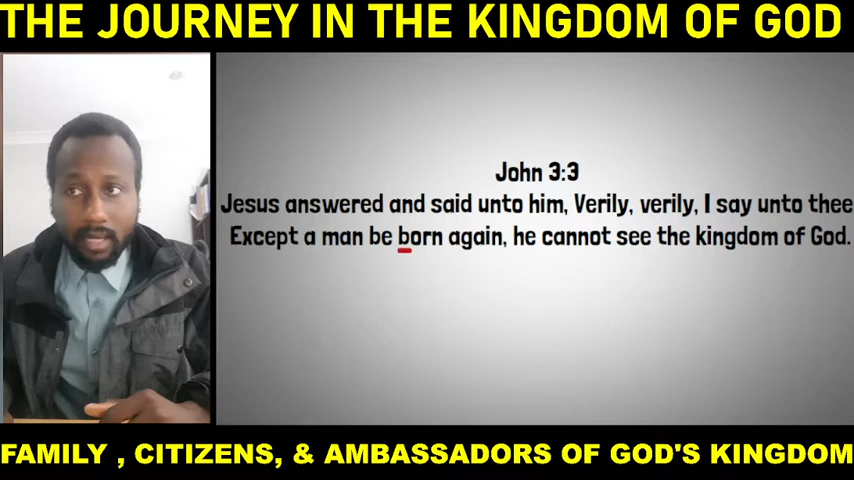 THE JOURNEY IN THE KINGDOM OF GOD
John 3:3
Jesus answered and said unto him, Verily, verily, I say unto thee
Except a man be born again, he cannot see the kingdom of God.
FAMILY , CITIZENS, & AMBASSADORS OF GOD'S KINGDOM